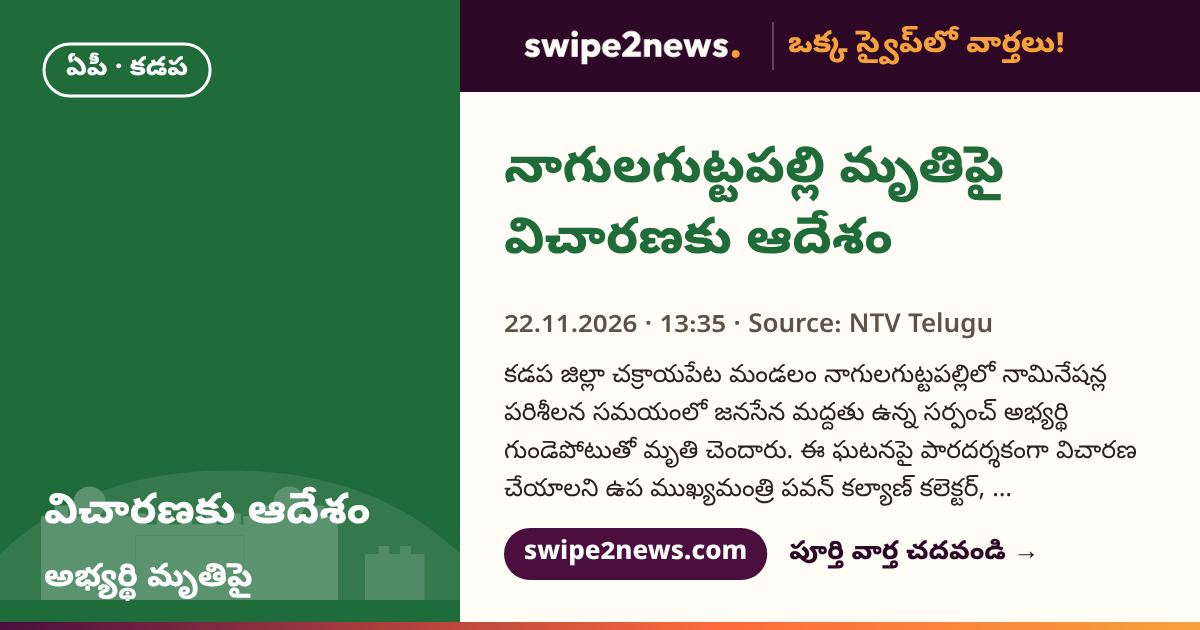 ఏపీ · కడప
విచారణకు ఆదేశం
అభ్యర్థి మృతిపై
swipe2news.
ఒక్క స్వైప్‌లో వార్తలు!
నాగులగుట్టపల్లి మృతిపై
విచారణకు ఆదేశం
22.11.2026 · 13:35 · Source: NTV Telugu
కడప జిల్లా చక్రాయపేట మండలం నాగులగుట్టపల్లిలో నామినేషన్ల
పరిశీలన సమయంలో జనసేన మద్దతు ఉన్న సర్పంచ్ అభ్యర్థి
గుండెపోటుతో మృతి చెందారు. ఈ ఘటనపై పారదర్శకంగా విచారణ
చేయాలని ఉప ముఖ్యమంత్రి పవన్ కల్యాణ్ కలెక్టర్, ...
swipe2news.com
పూర్తి వార్త చదవండి →